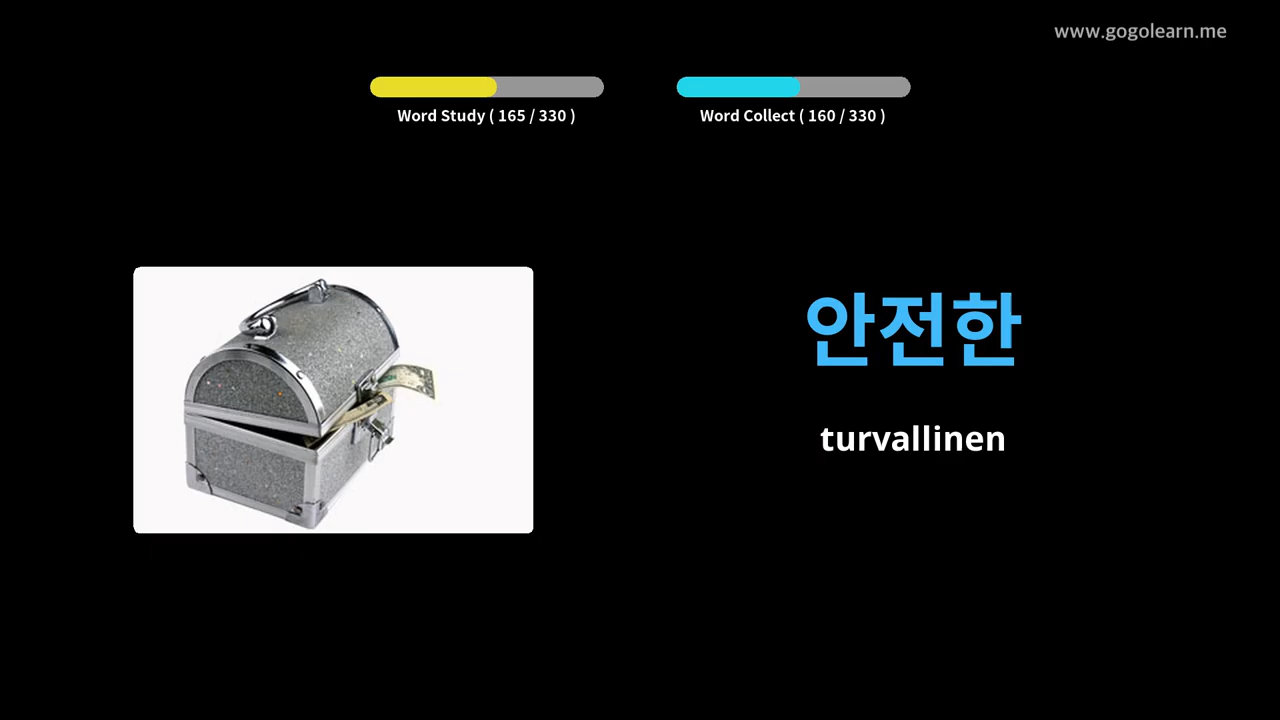 www.gogolearn.me
Word Study ( 165 / 330 )
Word Collect ( 160 / 330 )
안전한
turvallinen